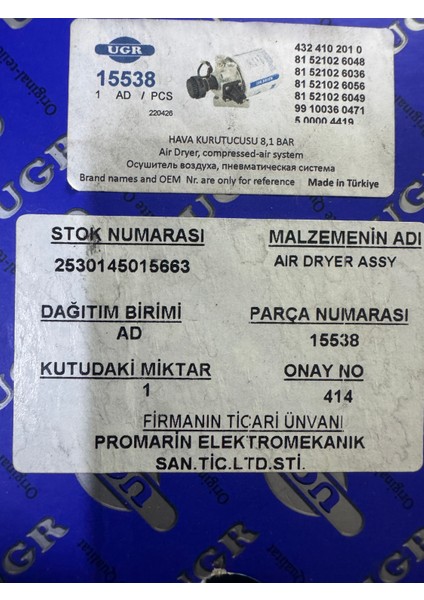 UGR
15538
1 AD / PCS
220426
432 410 201 0
81 52102 6048
81 52102 6036
81 52102 6056
81 52102 6049
99 10036 0471
5 0000 4419
HAVA KURUTUCUSU 8,1 BAR
Air Dryer, compressed-air system
Осушитель воздуха, пневматическая система
Brand names and OEM Nr. are only for reference Made in Türkiye
STOK NUMARASI
2530145015663
MALZEMENİN ADI
AIR DRYER ASSY
DAĞITIM BİRİMİ
AD
PARÇA NUMARASI
15538
KUTUDAKİ MİKTAR
1
ONAY NO
414
FİRMANIN TİCARİ ÜNVANI
PROMARİN ELEKTROMEKANIK
SAN.TİC.LTD.STİ.
UGR
UGR